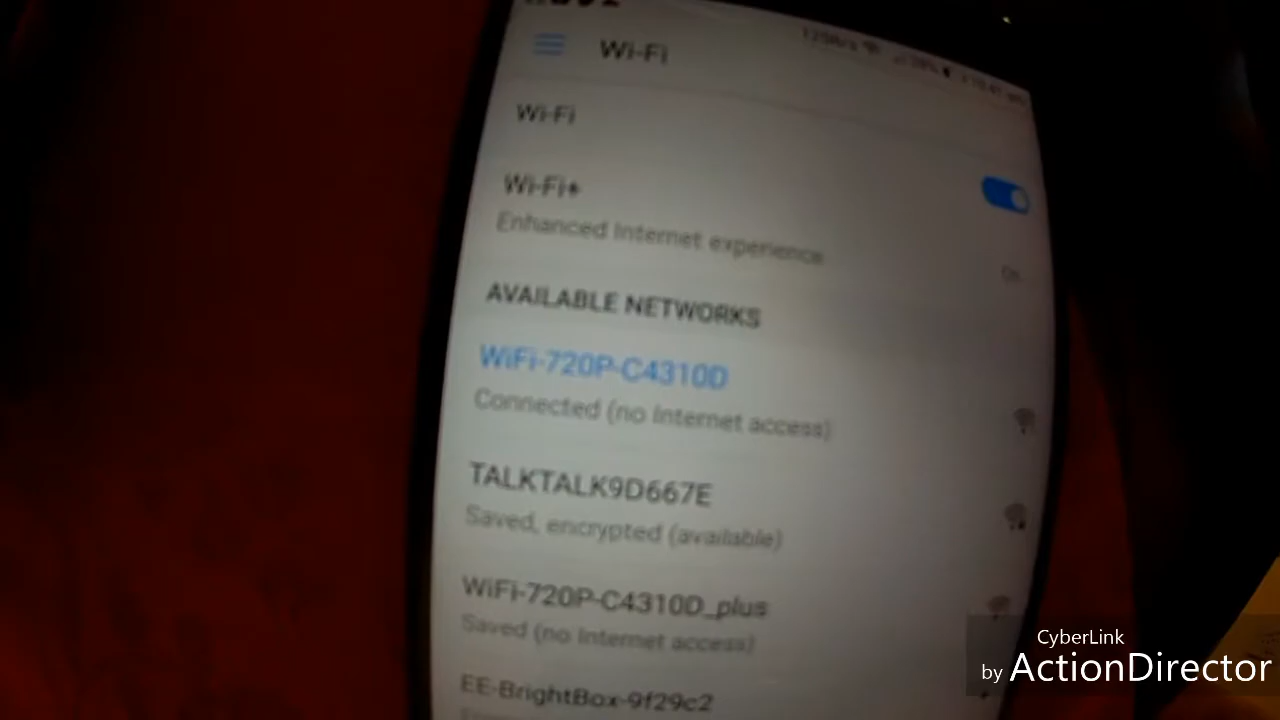 Wi-Fi
Wi-Fi
Wi-Fi+
Enhanced Internet experience
On
AVAILABLE NETWORKS
WiFi-720P-C4310D
Connected (no Internet access)
TALKTALK9D667E
Saved, encrypted (available)
WiFi-720P-C4310D_plus
Saved (no Internet access)
EE-BrightBox-9f29c2
CyberLink
by ActionDirector